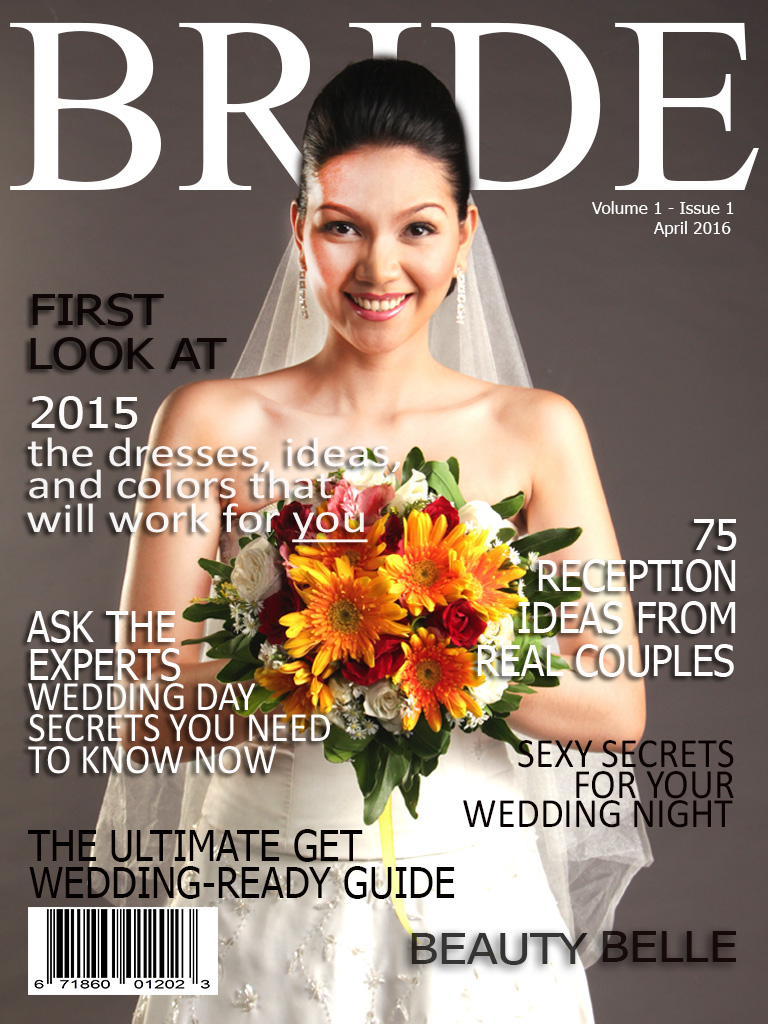 BRIDE
Volume 1 - Issue 1
April 2016
FIRST
LOOK AT
2015
the dresses, ideas,
and colors that
will work for you
75
RECEPTION
IDEAS FROM
REAL COUPLES
ASK THE
EXPERTS
WEDDING DAY
SECRETS YOU NEED
TO KNOW NOW
SEXY SECRETS
FOR YOUR
WEDDING NIGHT
THE ULTIMATE GET
WEDDING-READY GUIDE
BEAUTY BELLE
6 71860 01202 3